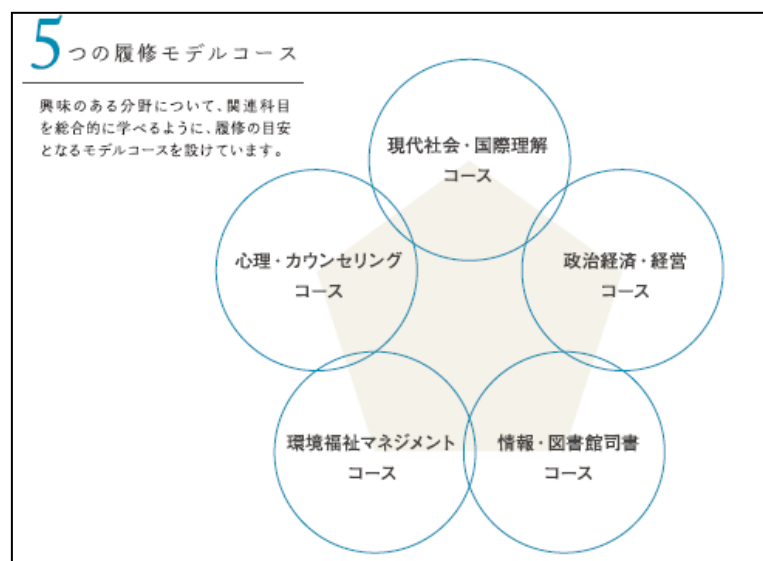 5つの履修モデルコース
興味のある分野について、関連科目
を総合的に学べるように、履修の目安
となるモデルコースを設けています。
現代社会・国際理解
コース
心理・カウンセリング
コース
政治経済・経営
コース
環境福祉マネジメント
コース
情報・図書館司書
コース